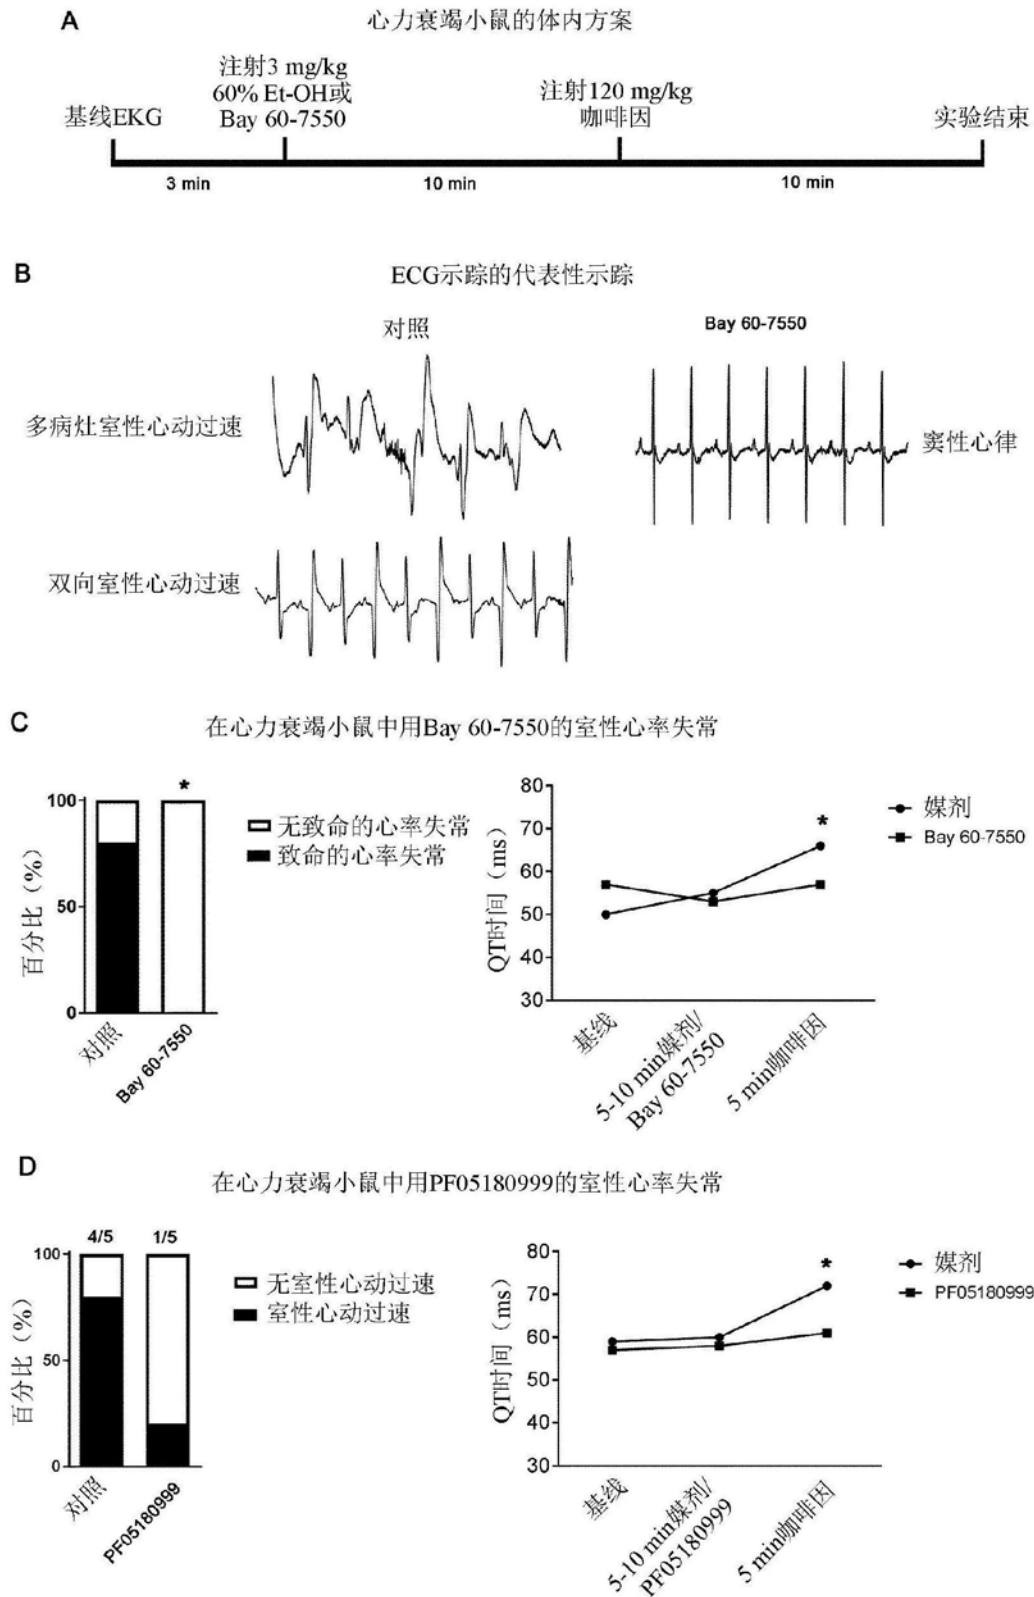 A
心力衰竭小鼠的体内方案
基线EKG
注射3 mg/kg
60% Et-OH或
Bay 60-7550
注射120 mg/kg
咖啡因
实验结束
3 min
10 min
10 min
B
ECG示踪的代表性示踪
对照
Bay 60-7550
多病灶室性心动过速
窦性心律
双向室性心动过速
C
在心力衰竭小鼠中用Bay 60-7550的室性心率失常
百分比（%）
100
50
0
*
对照
Bay 60-7550
无致命的心率失常
致命的心率失常
QT时间（ms）
80
70
60
50
40
30
*
基线
5-10 min媒剂/
Bay 60-7550
5 min咖啡因
媒剂
Bay 60-7550
D
在心力衰竭小鼠中用PF05180999的室性心率失常
百分比（%）
100
50
0
4/5
1/5
对照
PF05180999
无室性心动过速
室性心动过速
QT时间（ms）
80
70
60
50
40
30
*
基线
5-10 min媒剂/
PF05180999
5 min咖啡因
媒剂
PF05180999